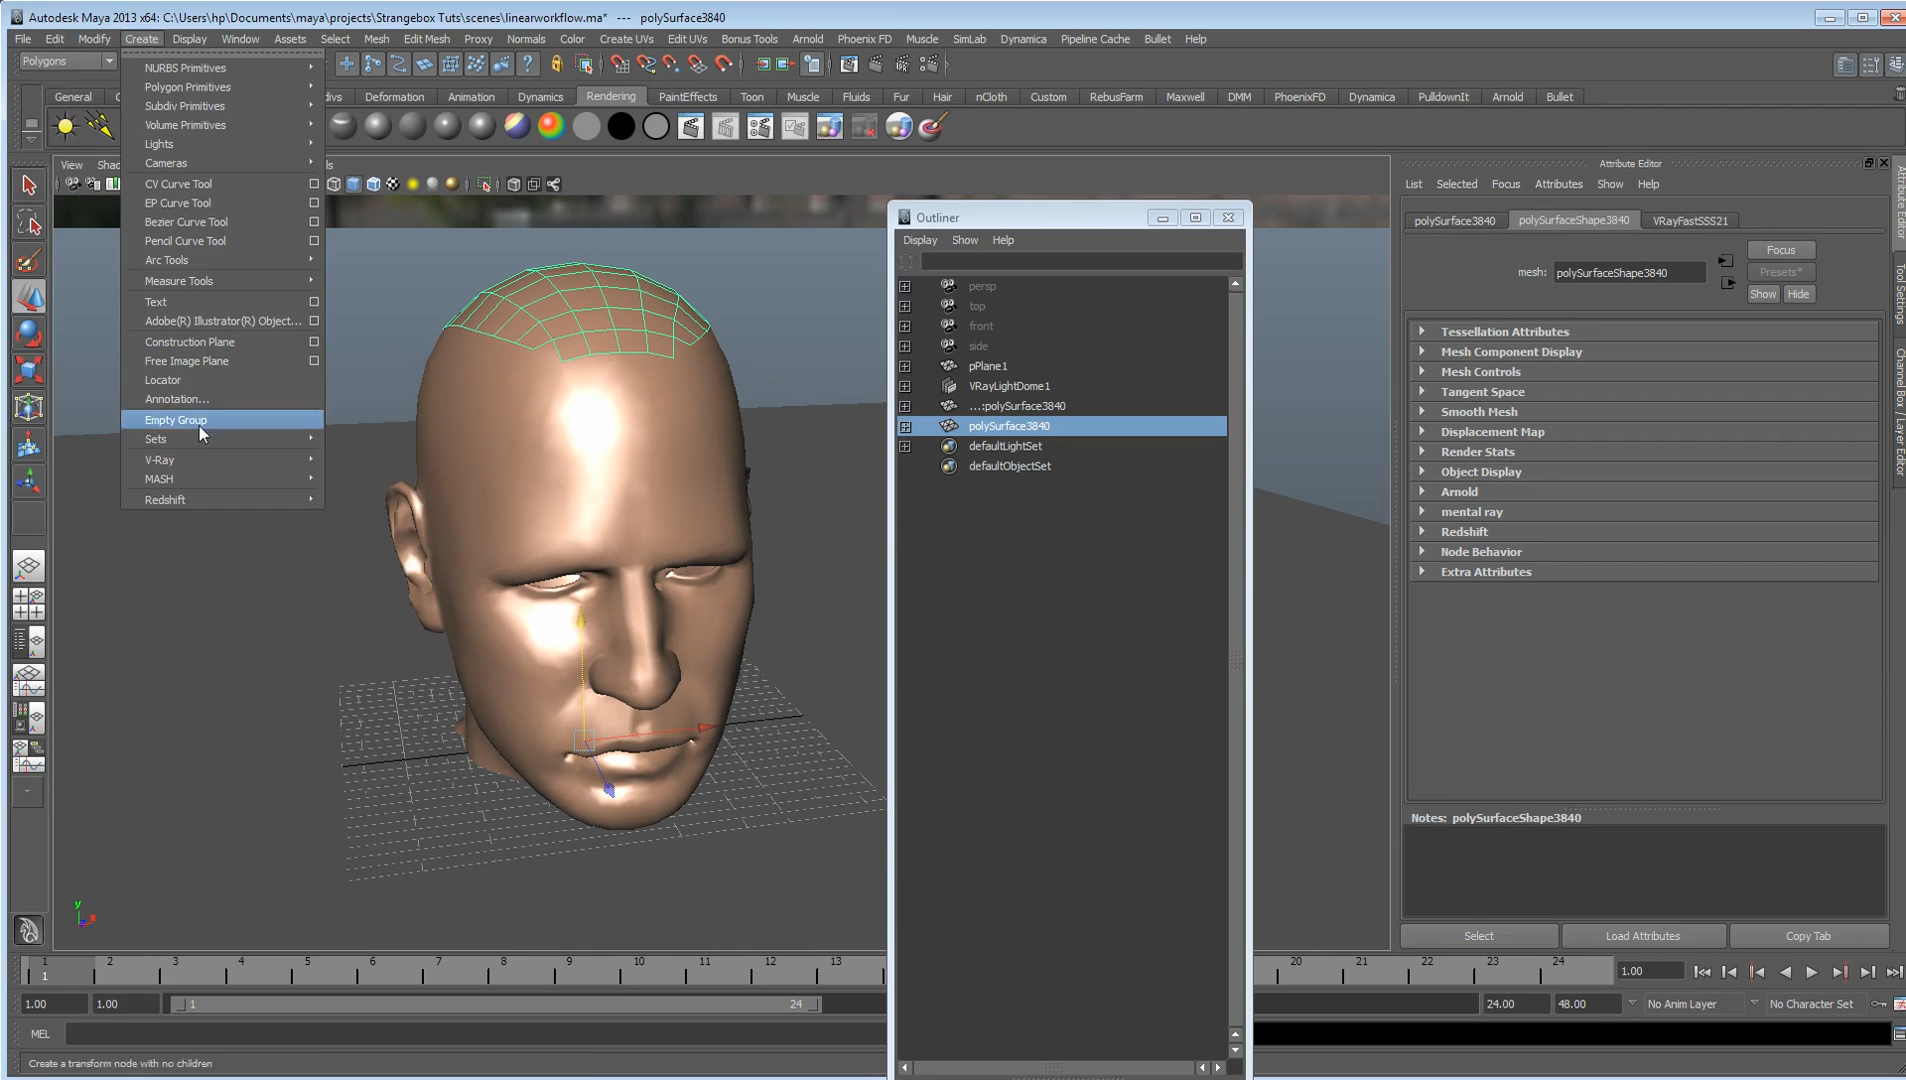 Autodesk Maya 2013 x64: C:\Users\hp\Documents\maya\projects\Strangebox Tuts\scenes\linearworkflow.ma* --- polySurface3840
File Edit Modify Create Display Window Assets Select Mesh Edit Mesh Proxy Normals Color Create UVs Edit UVs Bonus Tools Arnold Phoenix FD Muscle SimLab Dynamica Pipeline Cache Bullet Help
Polygons
General Deformation Animation Dynamics Rendering PaintEffects Toon Muscle Fluids Fur Hair nCloth Custom RebusFarm Maxwell DMM PhoenixFD Dynamica PulldownIt Arnold Bullet
NURBS Primitives
Polygon Primitives
Subdiv Primitives
Volume Primitives
Lights
Cameras
CV Curve Tool
EP Curve Tool
Bezier Curve Tool
Pencil Curve Tool
Arc Tools
Measure Tools
Text
Adobe(R) Illustrator(R) Object...
Construction Plane
Free Image Plane
Locator
Annotation...
Empty Group
Sets
V-Ray
MASH
Redshift
View
y
x
Outliner
Display Show Help
persp
top
front
side
pPlane1
VRayLightDome1
...:polySurface3840
polySurface3840
defaultLightSet
defaultObjectSet
Attribute Editor
List Selected Focus Attributes Show Help
polySurface3840 polySurfaceShape3840 VRayFastSSS21
Focus
mesh: polySurfaceShape3840
Presets*
Show Hide
Tessellation Attributes
Mesh Component Display
Mesh Controls
Tangent Space
Smooth Mesh
Displacement Map
Render Stats
Object Display
Arnold
mental ray
Redshift
Node Behavior
Extra Attributes
Notes: polySurfaceShape3840
Select Load Attributes Copy Tab
Attribute Editor
Tool Settings
Channel Box / Layer Editor
1 2 3 4 5 6 7 8 9 10 11 12 13 20 21 22 23 24
1
1.00
1.00 1.00 1 24 24.00 48.00 No Anim Layer No Character Set
MEL
Create a transform node with no children